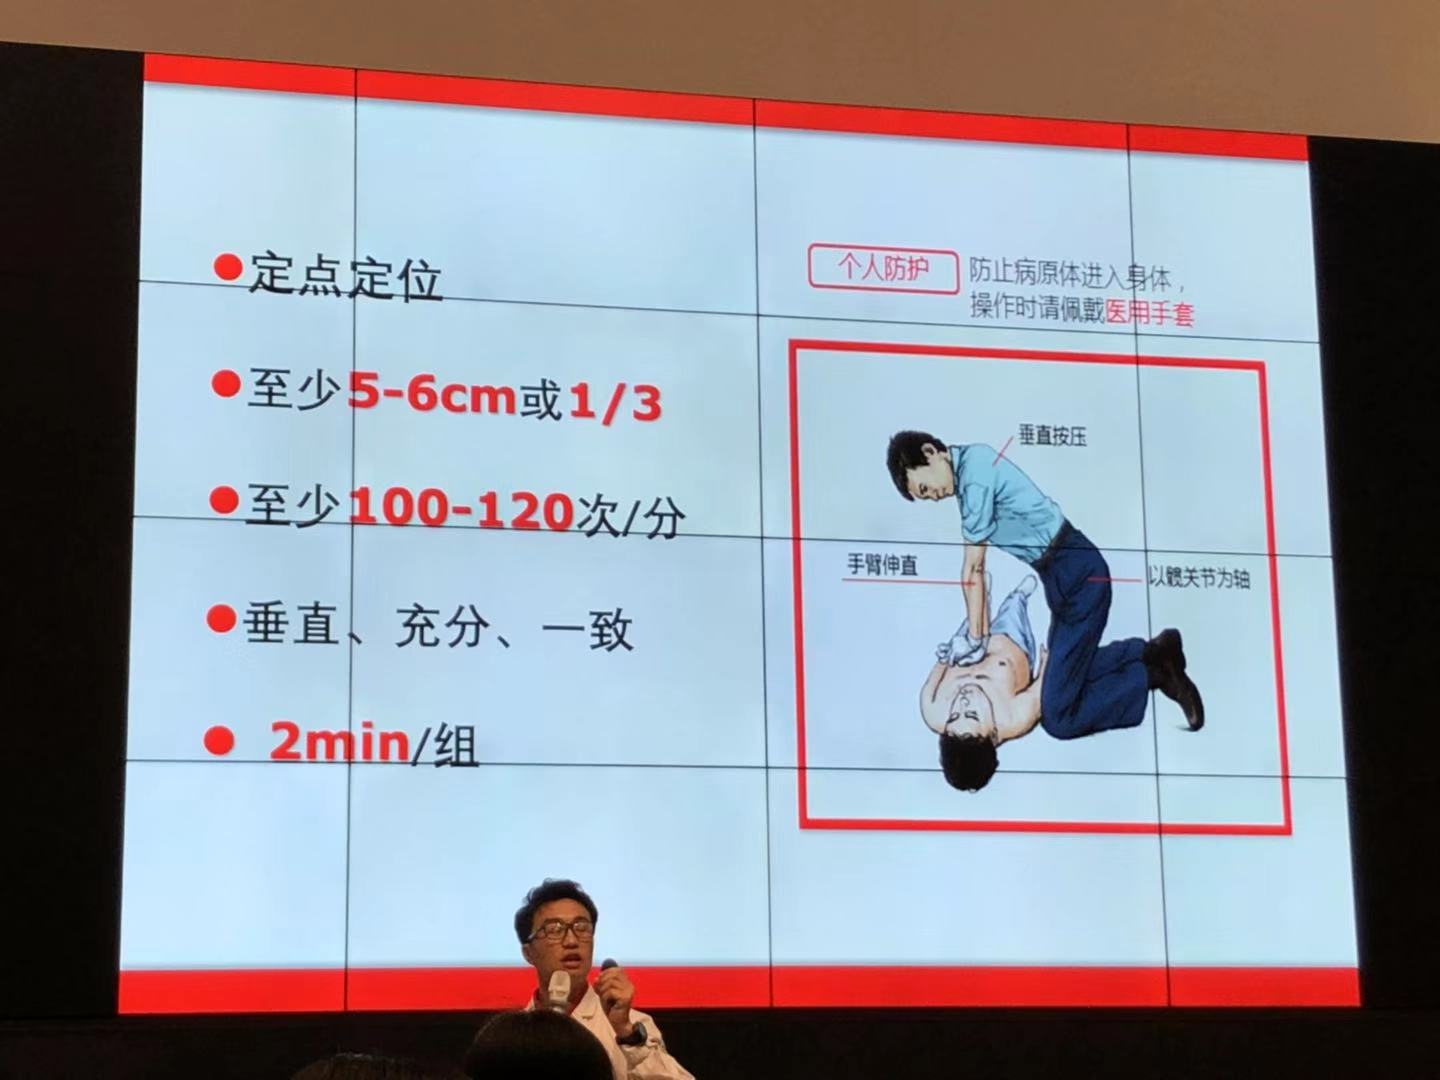 定点定位
至少5-6cm或1/3
至少100-120次/分
垂直、充分、一致
2min/组
个人防护
防止病原体进入身体，
操作时请佩戴医用手套
垂直按压
手臂伸直
以髋关节为轴